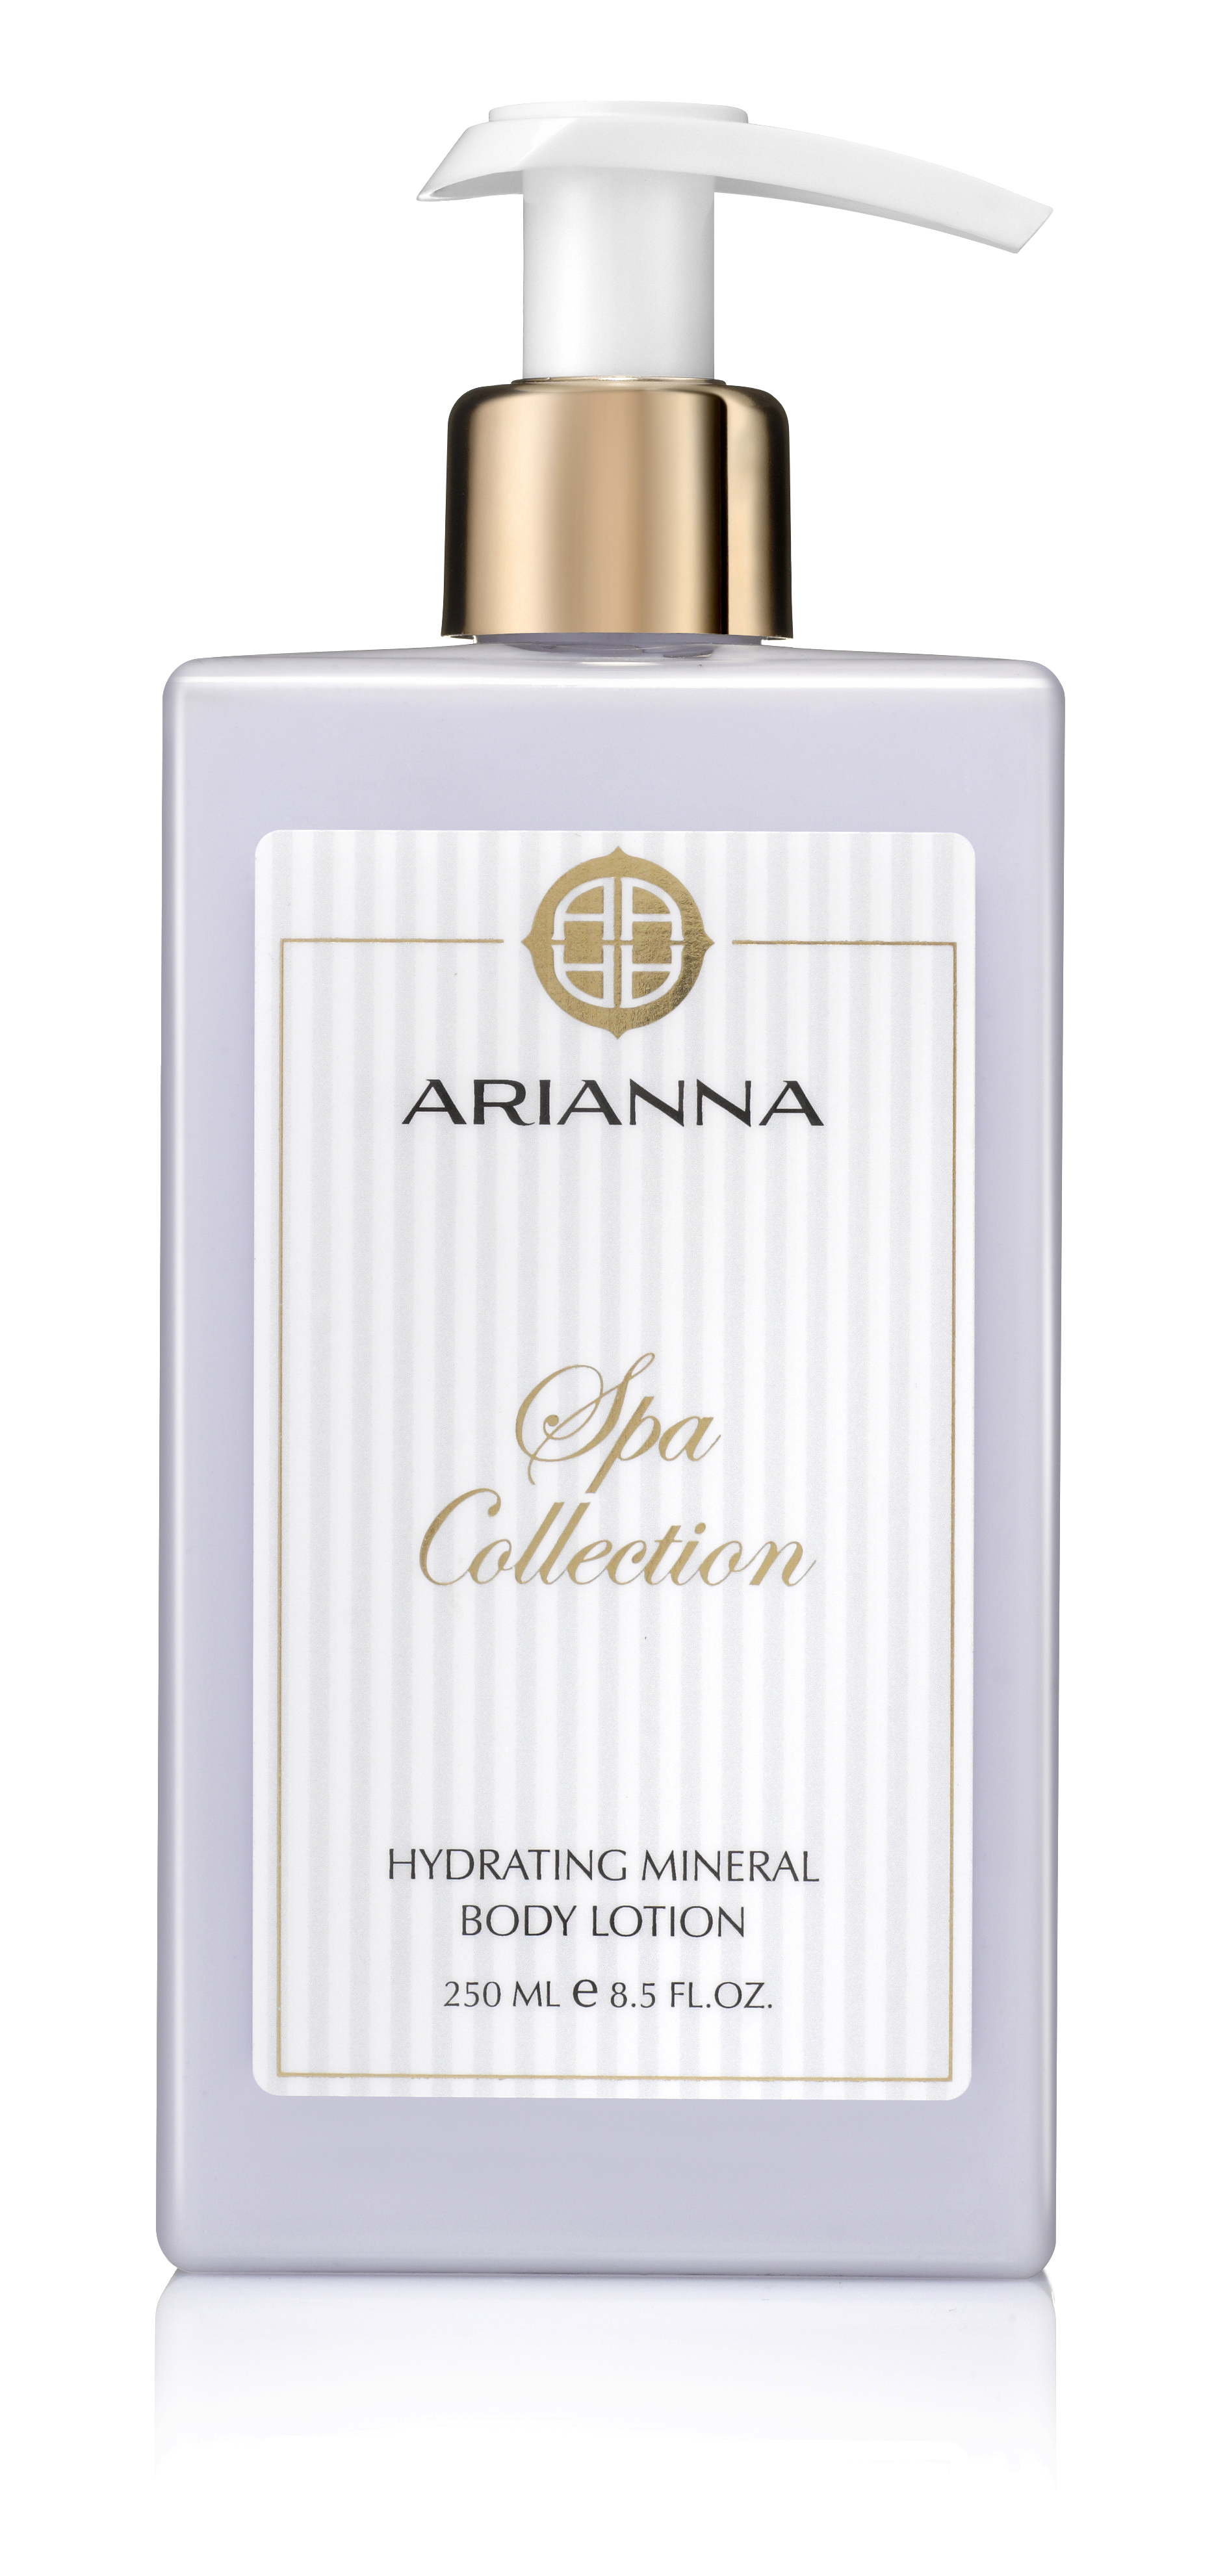 ARIANNA
Spa
Collection
HYDRATING MINERAL
BODY LOTION
250 ML e 8.5 FL.OZ.